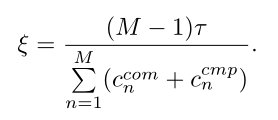 ξ = (M − 1)τ / ∑_{n=1}^{M} (c_n^{com} + c_n^{cmp}).